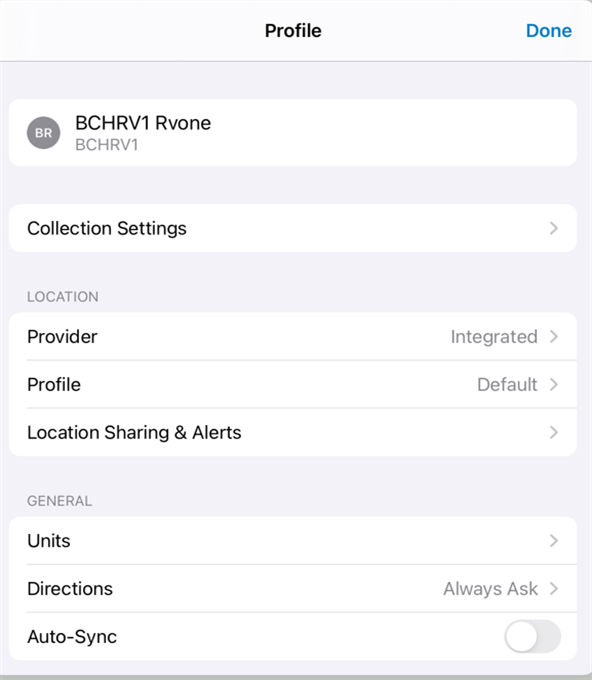 Profile
Done
BR
BCHRV1 Rvone
BCHRV1
Collection Settings
LOCATION
Provider Integrated
Profile Default
Location Sharing & Alerts
GENERAL
Units
Directions Always Ask
Auto-Sync